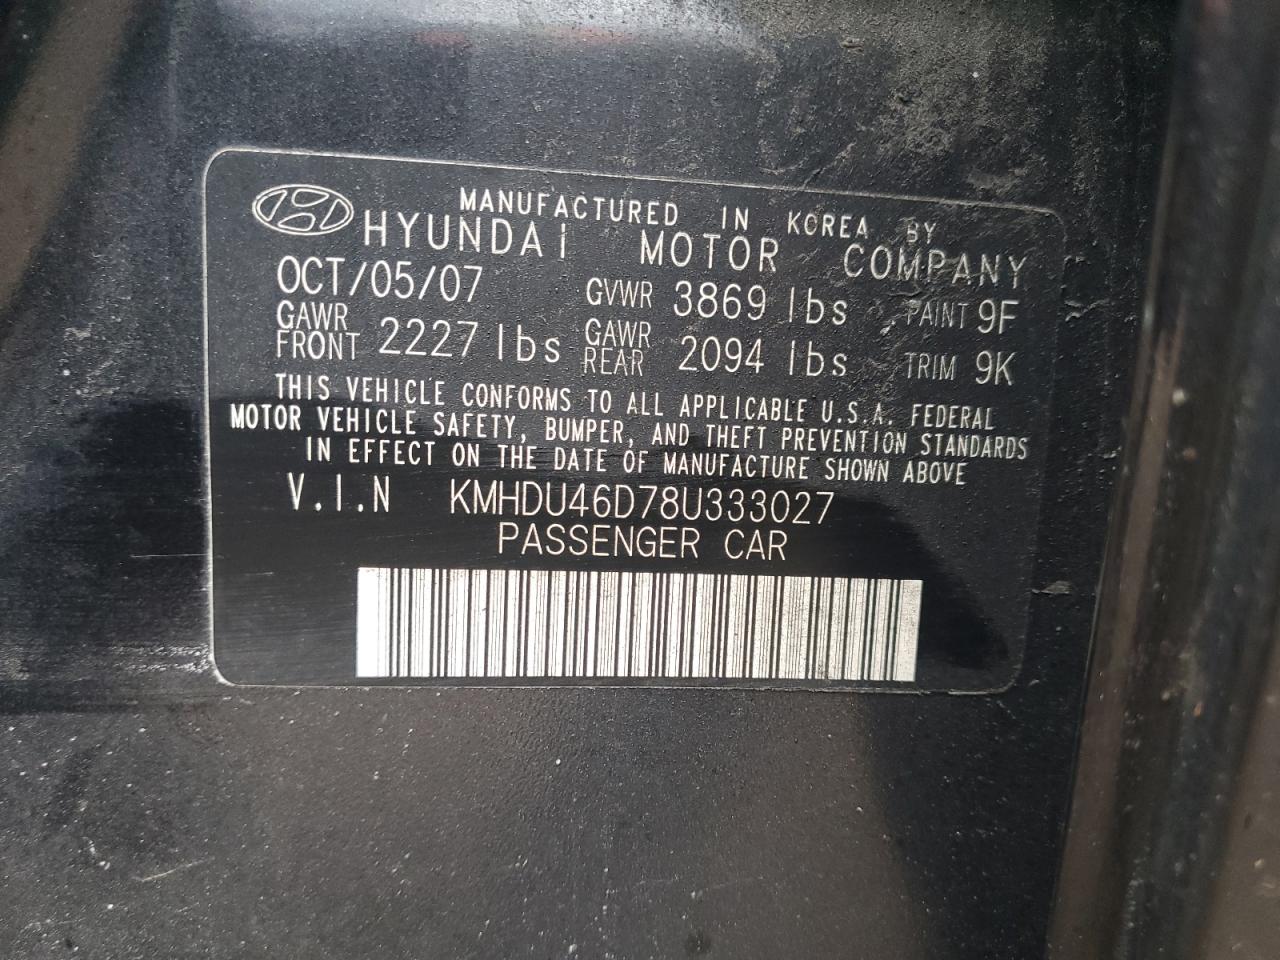 MANUFACTURED IN KOREA BY
HYUNDAI MOTOR COMPANY
OCT/05/07 GVWR 3869 lbs PAINT 9F
GAWR FRONT 2227 lbs GAWR REAR 2094 lbs TRIM 9K
THIS VEHICLE CONFORMS TO ALL APPLICABLE U.S.A. FEDERAL
MOTOR VEHICLE SAFETY, BUMPER, AND THEFT PREVENTION STANDARDS
IN EFFECT ON THE DATE OF MANUFACTURE SHOWN ABOVE
V.I.N KMHDU46D78U333027
PASSENGER CAR